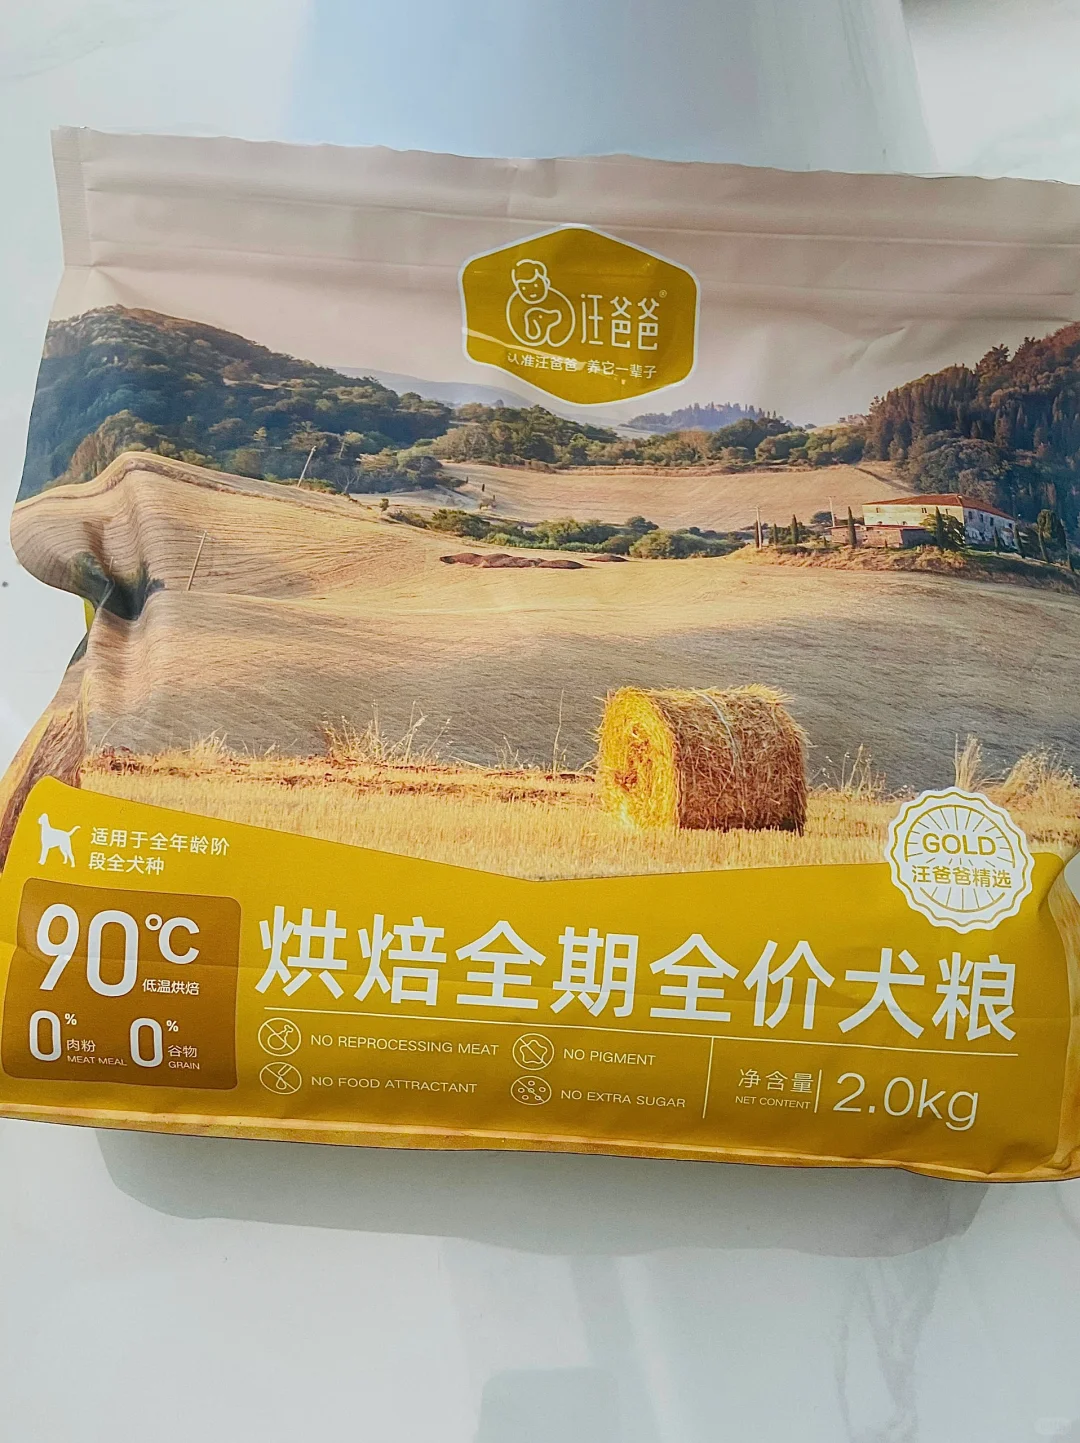 汪爸爸®
认准汪爸爸 养它一辈子
GOLD
汪爸爸精选
适用于全年龄阶
段全犬种
90℃
低温烘焙
0%
肉粉
MEAT MEAL
0%
谷物
GRAIN
烘焙全期全价犬粮
NO REPROCESSING MEAT
NO PIGMENT
NO FOOD ATTRACTANT
NO EXTRA SUGAR
净含量
NET CONTENT
2.0kg